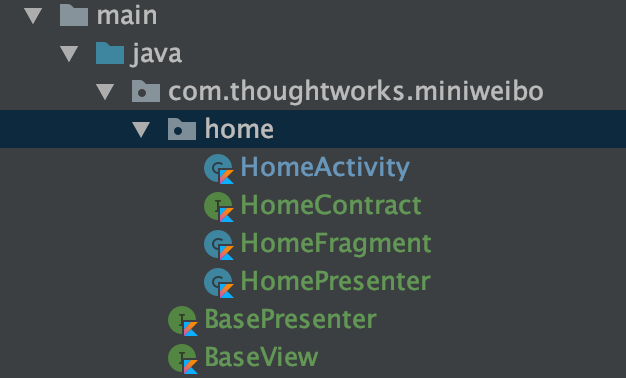 main
java
com.thoughtworks.miniweibo
home
HomeActivity
HomeContract
HomeFragment
HomePresenter
BasePresenter
BaseView